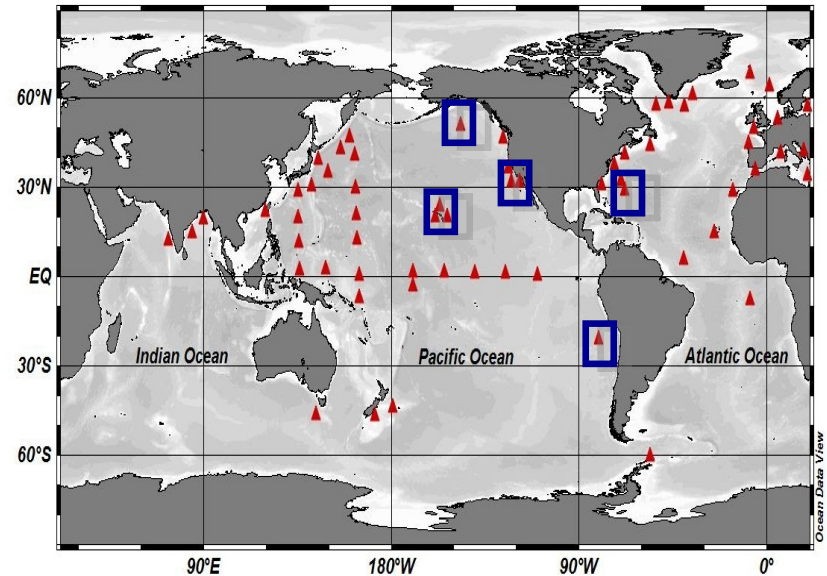 60°N
30°N
EQ
Indian Ocean
Pacific Ocean
Atlantic Ocean
30°S
60°S
90°E
180°W
90°W
0°
Ocean Data View